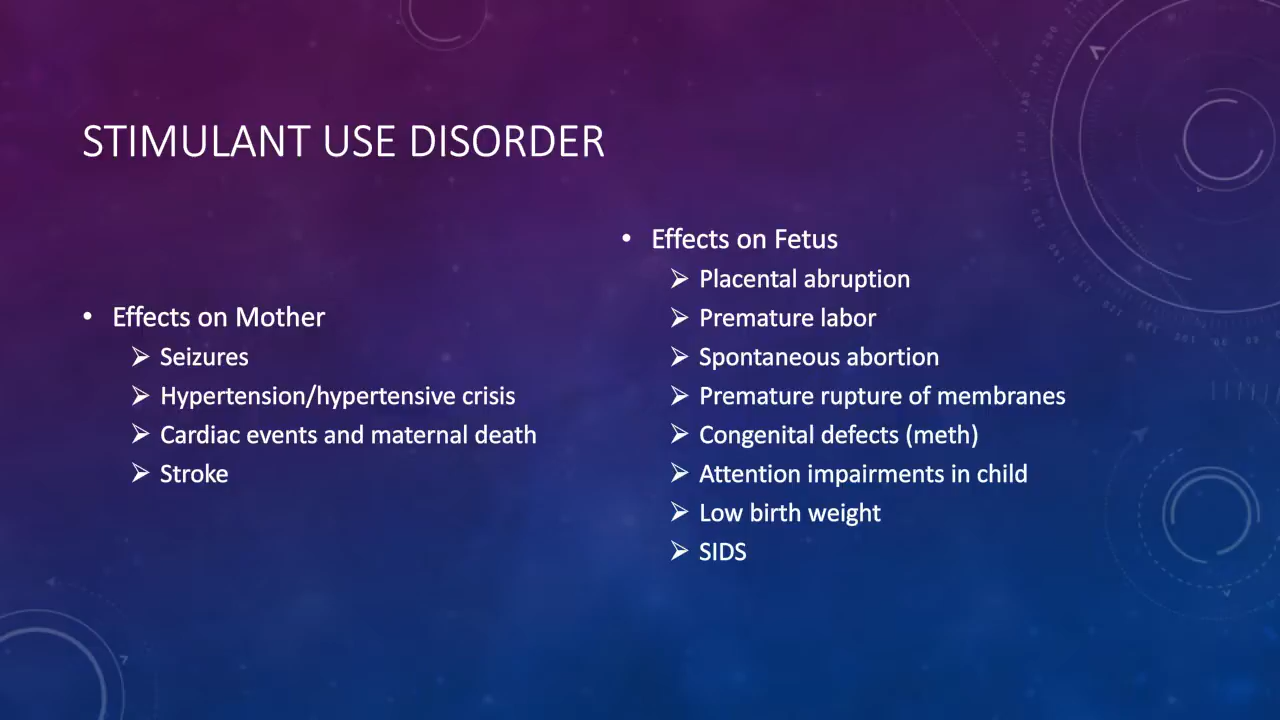 STIMULANT USE DISORDER
• Effects on Mother
➢ Seizures
➢ Hypertension/hypertensive crisis
➢ Cardiac events and maternal death
➢ Stroke
• Effects on Fetus
➢ Placental abruption
➢ Premature labor
➢ Spontaneous abortion
➢ Premature rupture of membranes
➢ Congenital defects (meth)
➢ Attention impairments in child
➢ Low birth weight
➢ SIDS